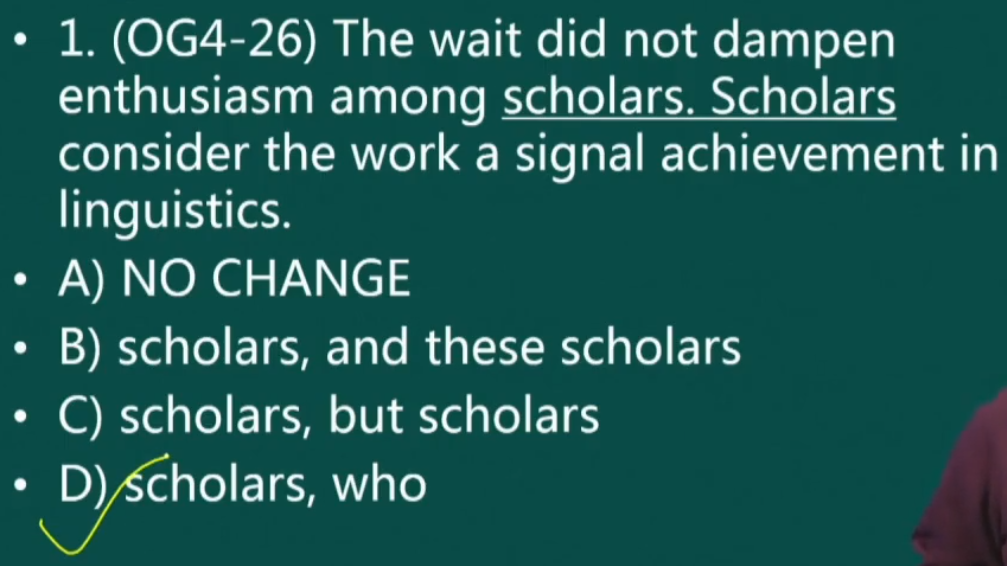 • 1. (OG4-26) The wait did not dampen
enthusiasm among scholars. Scholars
consider the work a signal achievement in
linguistics.
• A) NO CHANGE
• B) scholars, and these scholars
• C) scholars, but scholars
• D) scholars, who